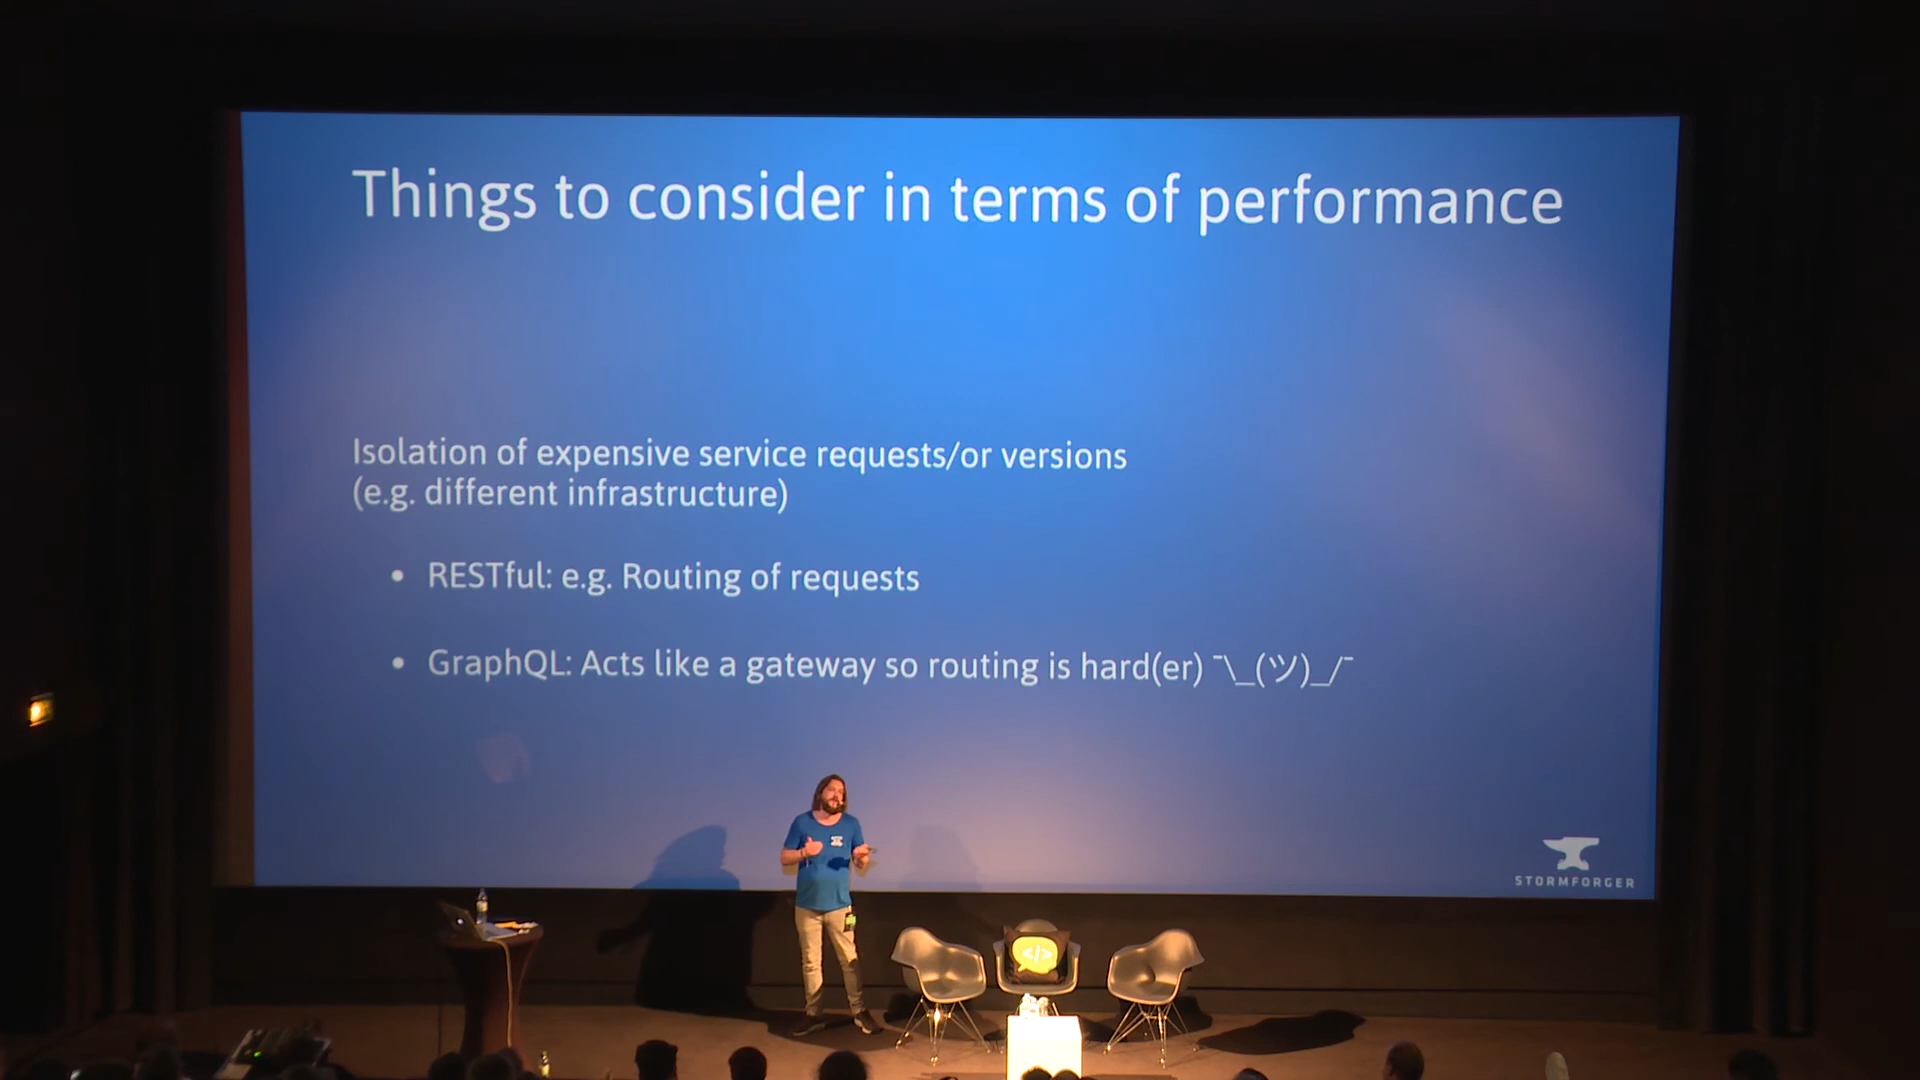 Things to consider in terms of performance
Isolation of expensive service requests/or versions
(e.g. different infrastructure)
• RESTful: e.g. Routing of requests
• GraphQL: Acts like a gateway so routing is hard(er) ¯\_(ツ)_/¯
STORMFORGER
</>